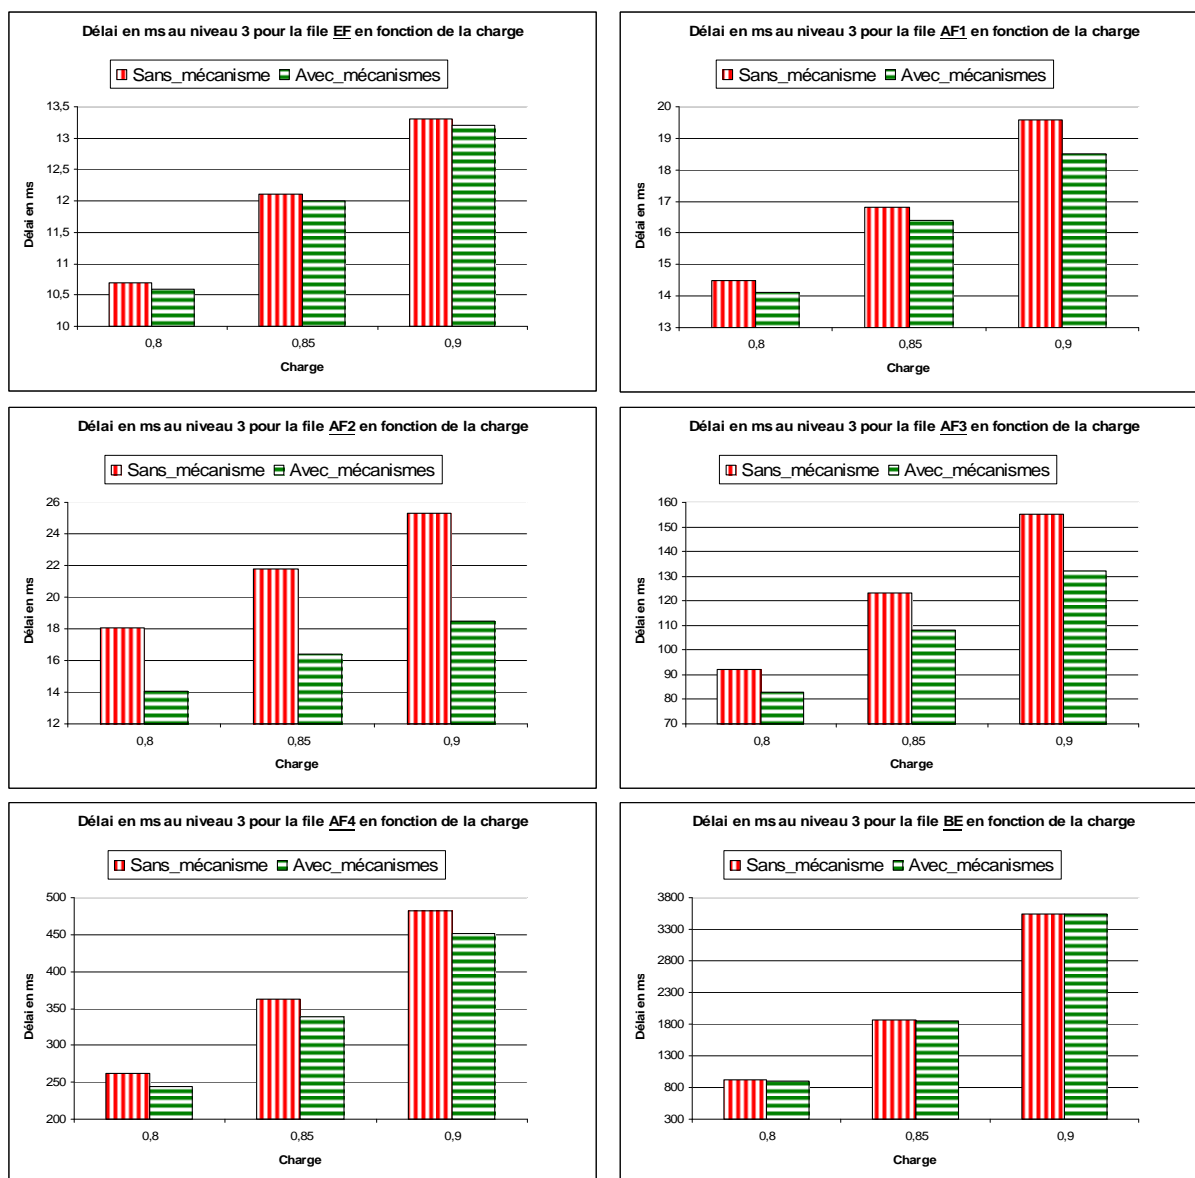 Délai en ms au niveau 3 pour la file EF en fonction de la charge
Sans_mécanisme Avec_mécanismes
13,5
13
12,5
12
11,5
11
10,5
10
Délai en ms
0,8 0,85 0,9
Charge
Délai en ms au niveau 3 pour la file AF1 en fonction de la charge
Sans_mécanisme Avec_mécanismes
20
19
18
17
16
15
14
13
Délai en ms
0,8 0,85 0,9
Charge
Délai en ms au niveau 3 pour la file AF2 en fonction de la charge
Sans_mécanisme Avec_mécanismes
26
24
22
20
18
16
14
12
Délai en ms
0,8 0,85 0,9
Charge
Délai en ms au niveau 3 pour la file AF3 en fonction de la charge
Sans_mécanisme Avec_mécanismes
160
150
140
130
120
110
100
90
80
70
Délai en ms
0,8 0,85 0,9
Charge
Délai en ms au niveau 3 pour la file AF4 en fonction de la charge
Sans_mécanisme Avec_mécanismes
500
450
400
350
300
250
200
Délai en ms
0,8 0,85 0,9
Charge
Délai en ms au niveau 3 pour la file BE en fonction de la charge
Sans_mécanisme Avec_mécanismes
3800
3300
2800
2300
1800
1300
800
300
Délai en ms
0,8 0,85 0,9
Charge